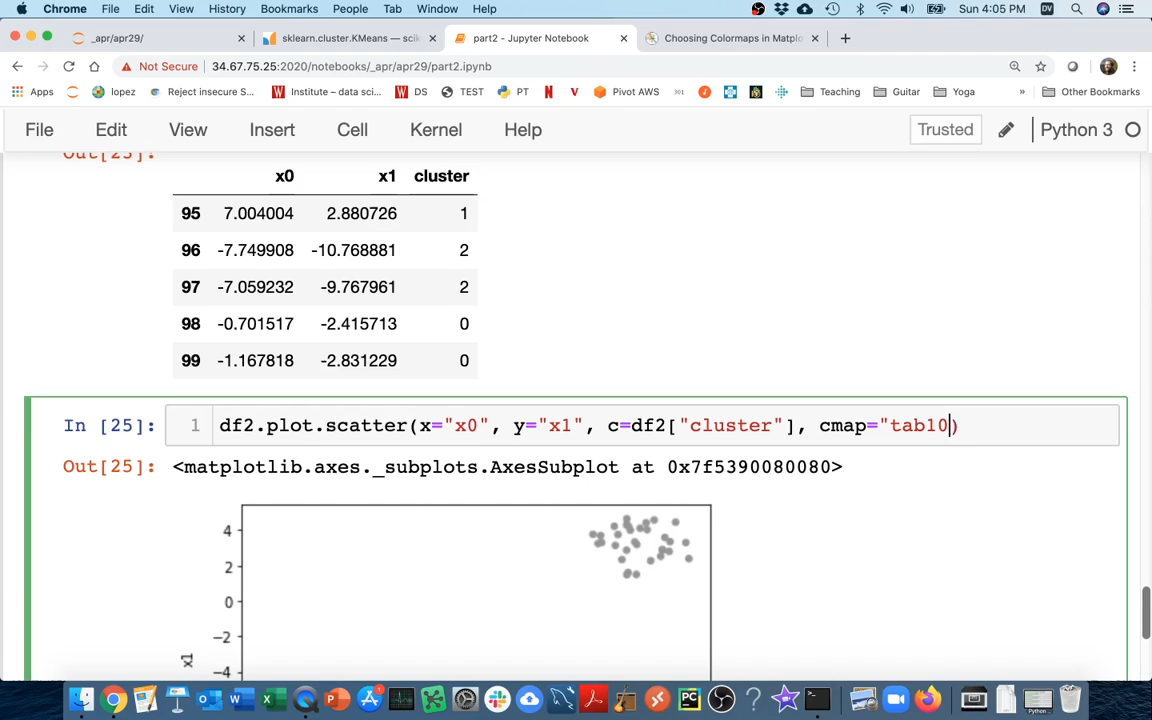 Chrome File Edit View History Bookmarks People Tab Window Help Sun 4:05 PM DV
_apr/apr29/ sklearn.cluster.KMeans — scik part2 - Jupyter Notebook Choosing Colormaps in Matplo
Not Secure 34.67.75.25:2020/notebooks/_apr/apr29/part2.ipynb
Apps lopez Reject insecure S... Institute – data sci... DS TEST PT Pivot AWS 301 Teaching Guitar Yoga » Other Bookmarks
File Edit View Insert Cell Kernel Help Trusted Python 3
Out[25]:
x0 x1 cluster
95 7.004004 2.880726 1
96 -7.749908 -10.768881 2
97 -7.059232 -9.767961 2
98 -0.701517 -2.415713 0
99 -1.167818 -2.831229 0
In [25]: 1 df2.plot.scatter(x="x0", y="x1", c=df2["cluster"], cmap="tab10)
Out[25]: <matplotlib.axes._subplots.AxesSubplot at 0x7f5390080080>
4
2
0
−2
x1
−4